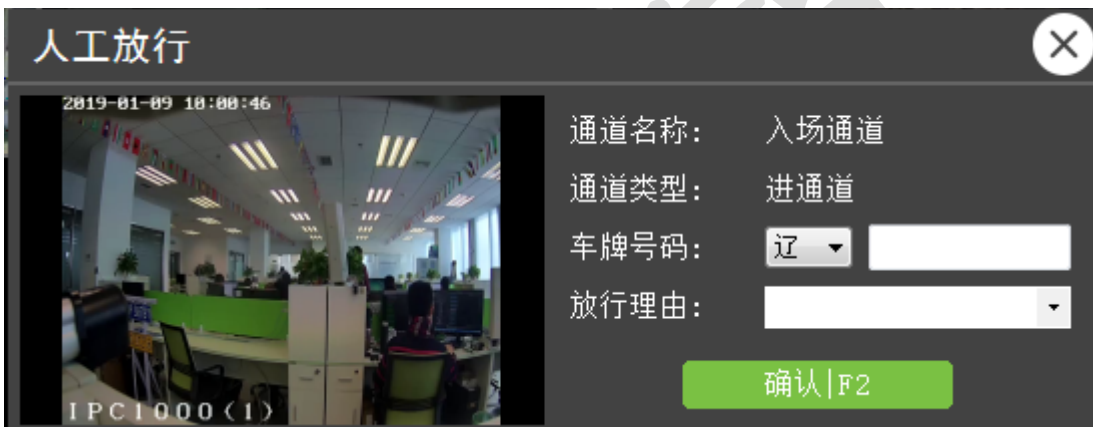 人工放行
2019-01-09 10:00:46
IPC1000(1)
通道名称： 入场通道
通道类型： 进通道
车牌号码： 辽
放行理由：
确认|F2